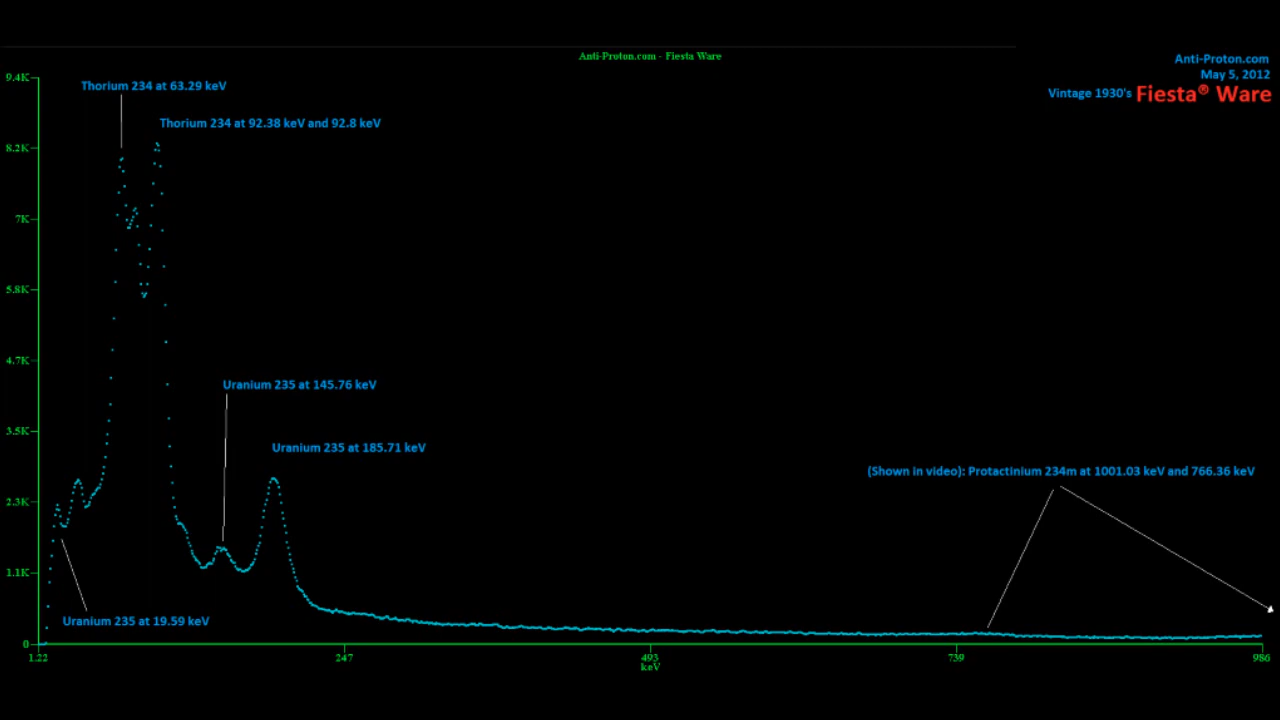 Anti-Proton.com - Fiesta Ware
Anti-Proton.com
May 5, 2012
Vintage 1930's Fiesta® Ware
9.4K
8.2K
7K
5.8K
4.7K
3.5K
2.3K
1.1K
0
Thorium 234 at 63.29 keV
Thorium 234 at 92.38 keV and 92.8 keV
Uranium 235 at 145.76 keV
Uranium 235 at 185.71 keV
(Shown in video): Protactinium 234m at 1001.03 keV and 766.36 keV
Uranium 235 at 19.59 keV
1.22
247
493
739
986
keV